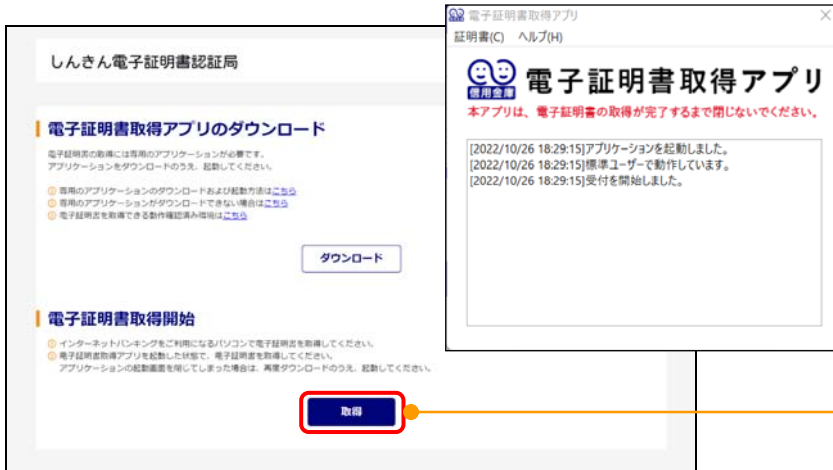 しんきん電子証明書認証局
電子証明書取得アプリのダウンロード
電子証明書の取得には専用のアプリケーションが必要です。
アプリケーションをダウンロードのうえ、起動してください。
専用のアプリケーションのダウンロードおよび起動方法はこちら
専用のアプリケーションがダウンロードできない場合はこちら
電子証明書を取得できる動作確認済み環境はこちら
ダウンロード
電子証明書取得開始
インターネットバンキングをご利用になるパソコンで電子証明書を取得してください。
電子証明書取得アプリを起動した状態で、電子証明書を取得してください。
アプリケーションの起動画面を閉じてしまった場合は、再度ダウンロードのうえ、起動してください。
取得
電子証明書取得アプリ
証明書(C) ヘルプ(H)
信用金庫
電子証明書取得アプリ
本アプリは、電子証明書の取得が完了するまで閉じないでください。
[2022/10/26 18:29:15]アプリケーションを起動しました。
[2022/10/26 18:29:15]標準ユーザーで動作しています。
[2022/10/26 18:29:15]受付を開始しました。